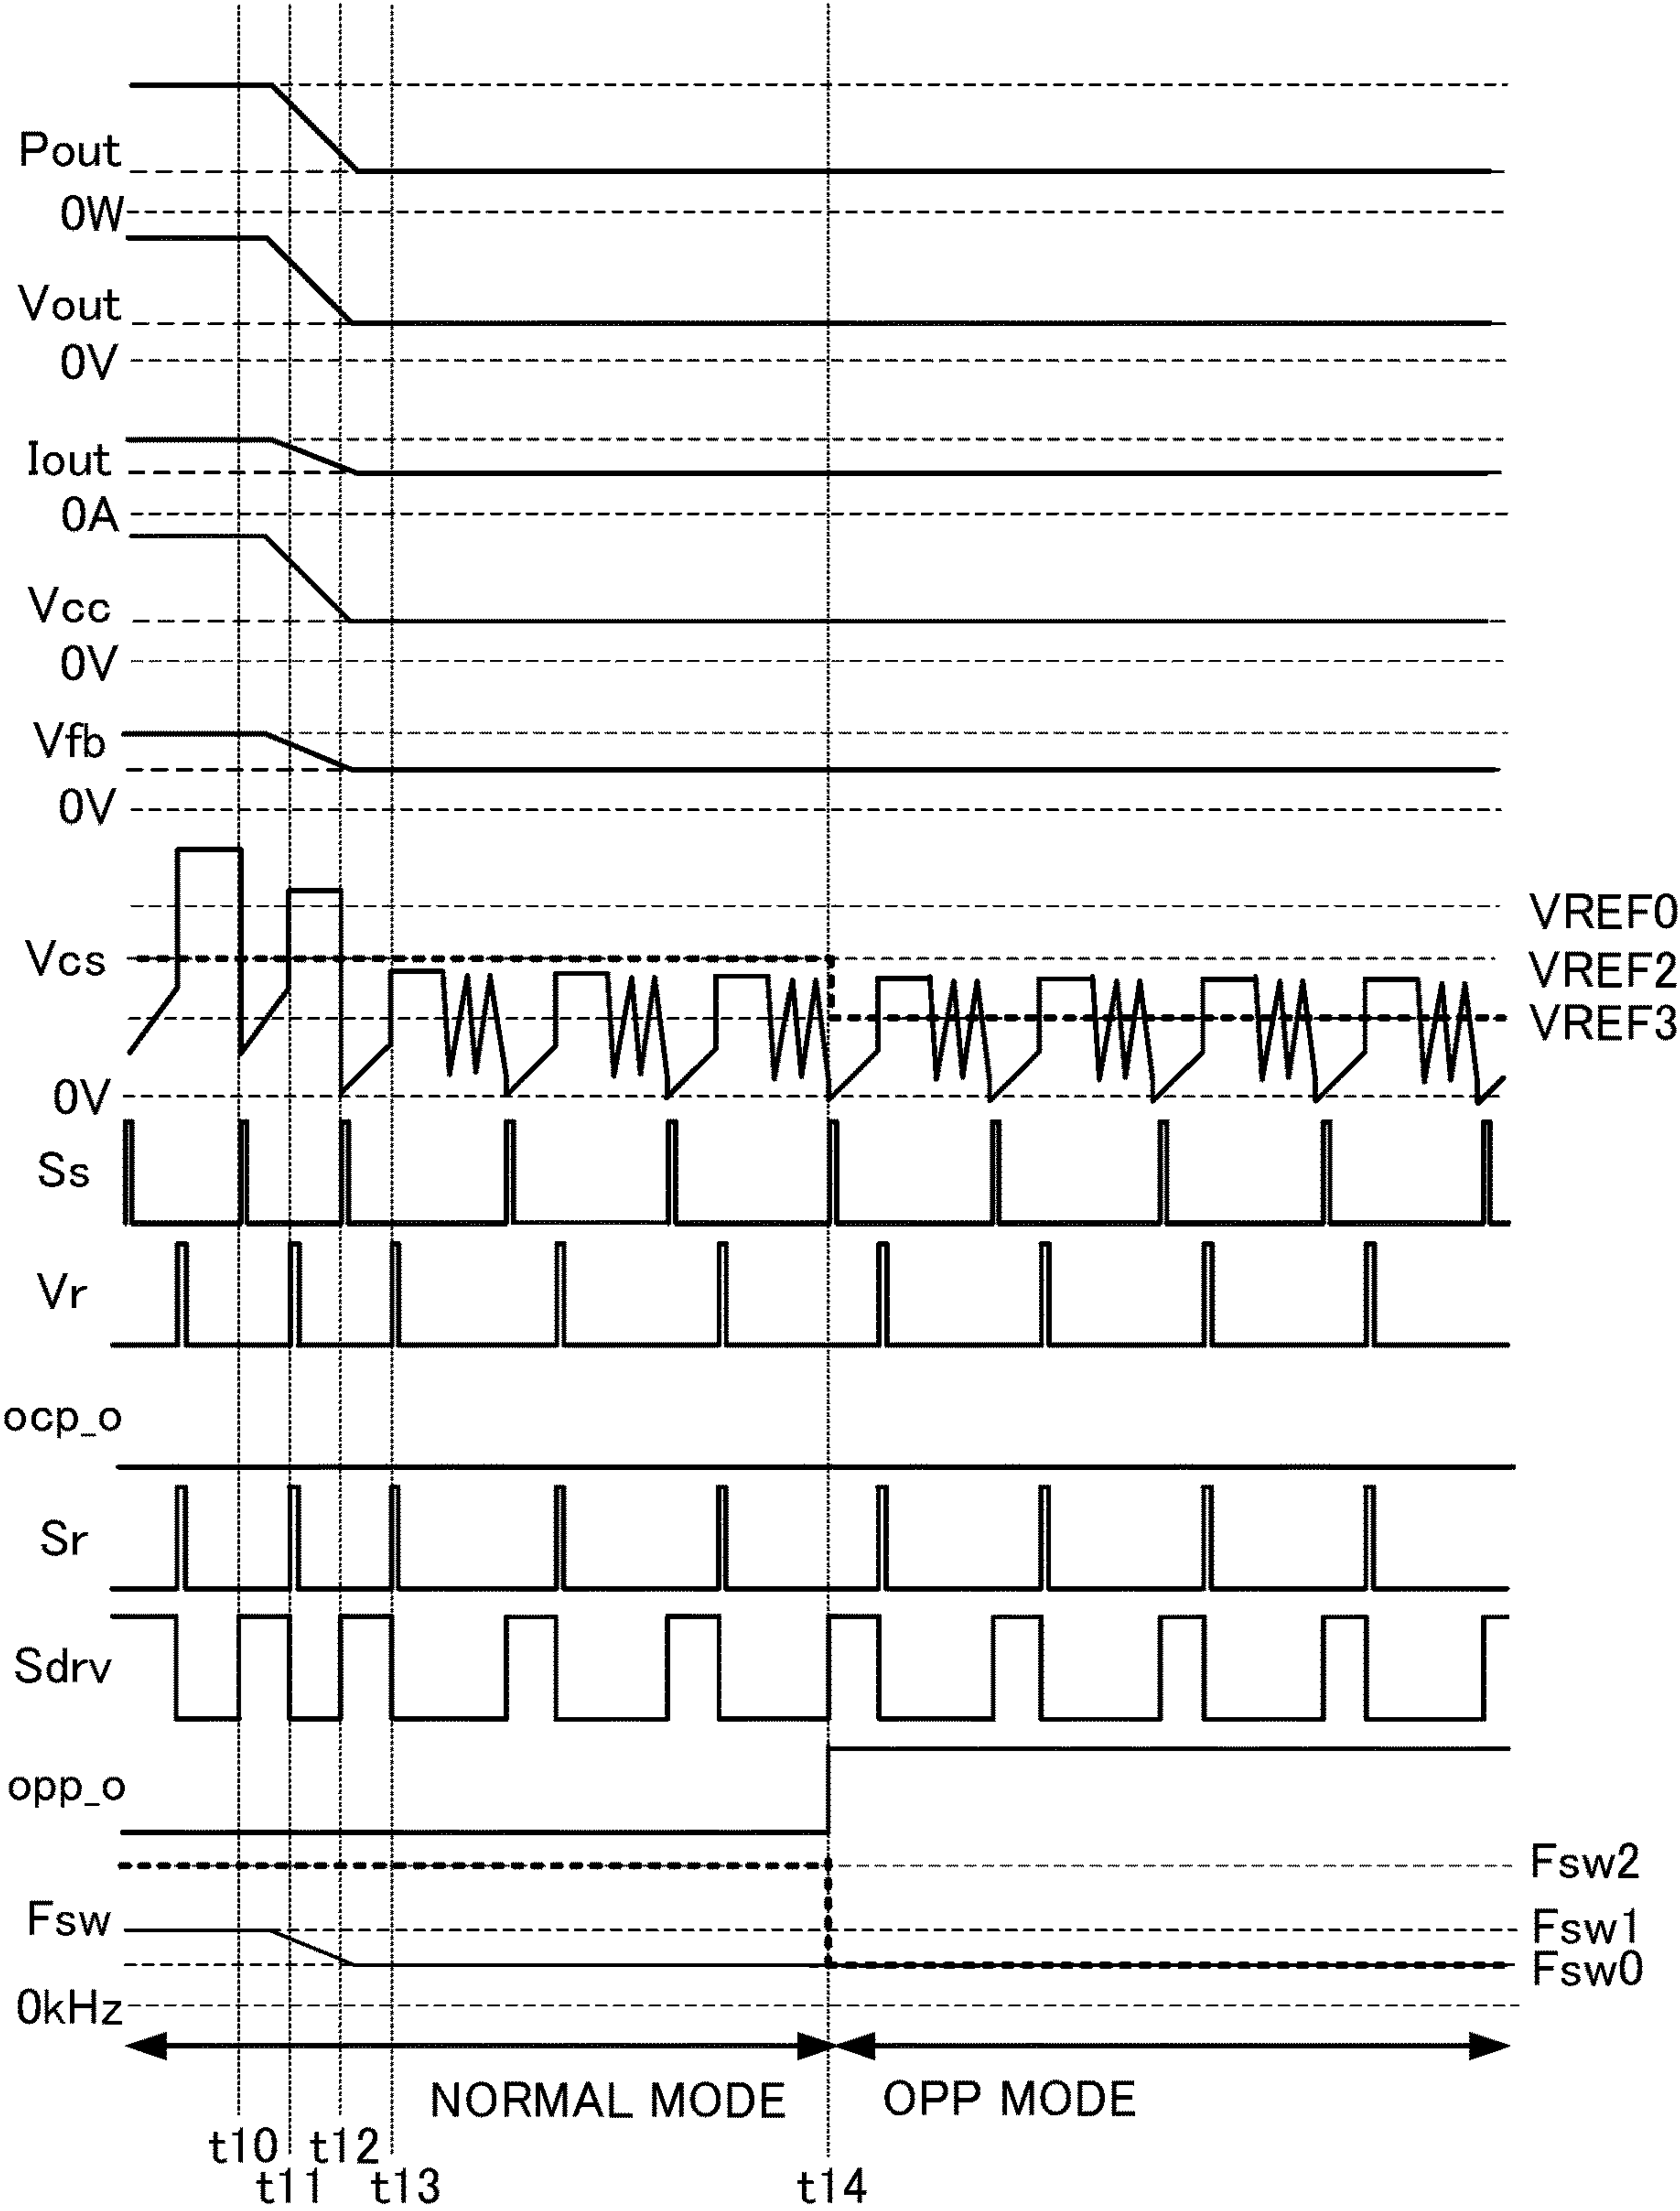 Pout
0W
Vout
0V
Iout
0A
Vcc
0V
Vfb
0V
VREF0
Vcs
VREF2
VREF3
0V
Ss
Vr
ocp_o
Sr
Sdrv
opp_o
Fsw2
Fsw
Fsw1
Fsw0
0kHz
NORMAL MODE OPP MODE
t10 t12
t11 t13 t14